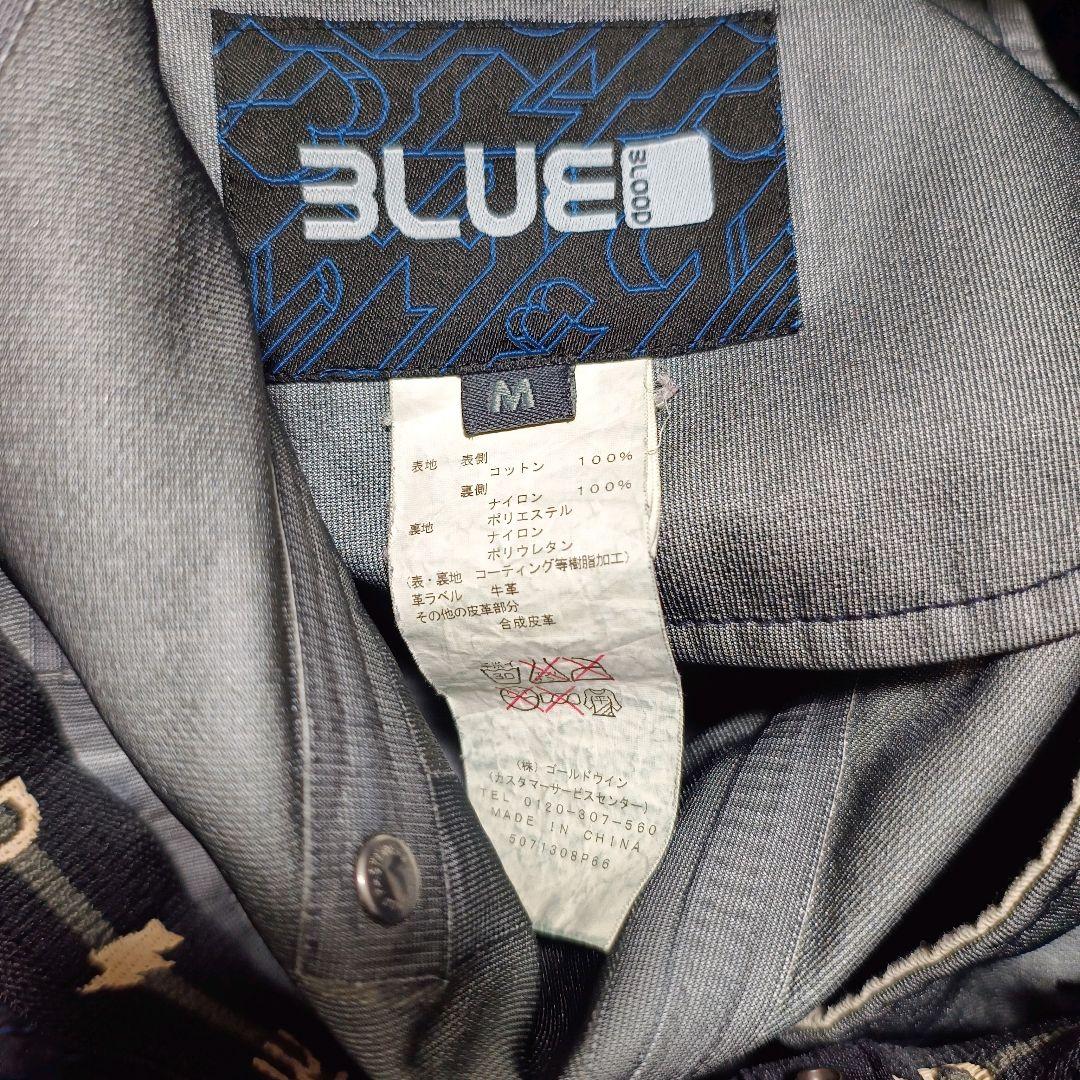 BLUE BLOOD
M
表地 表側
コットン 100%
裏側
ナイロン 100%
裏地 ポリエステル
ナイロン
ポリウレタン
(表・裏地 コーティング等樹脂加工)
革ラベル 牛革
その他の皮革部分
合成皮革
30
(株) ゴールドウイン
(カスタマーサービスセンター)
TEL 0120-307-560
MADE IN CHINA
5071308P66